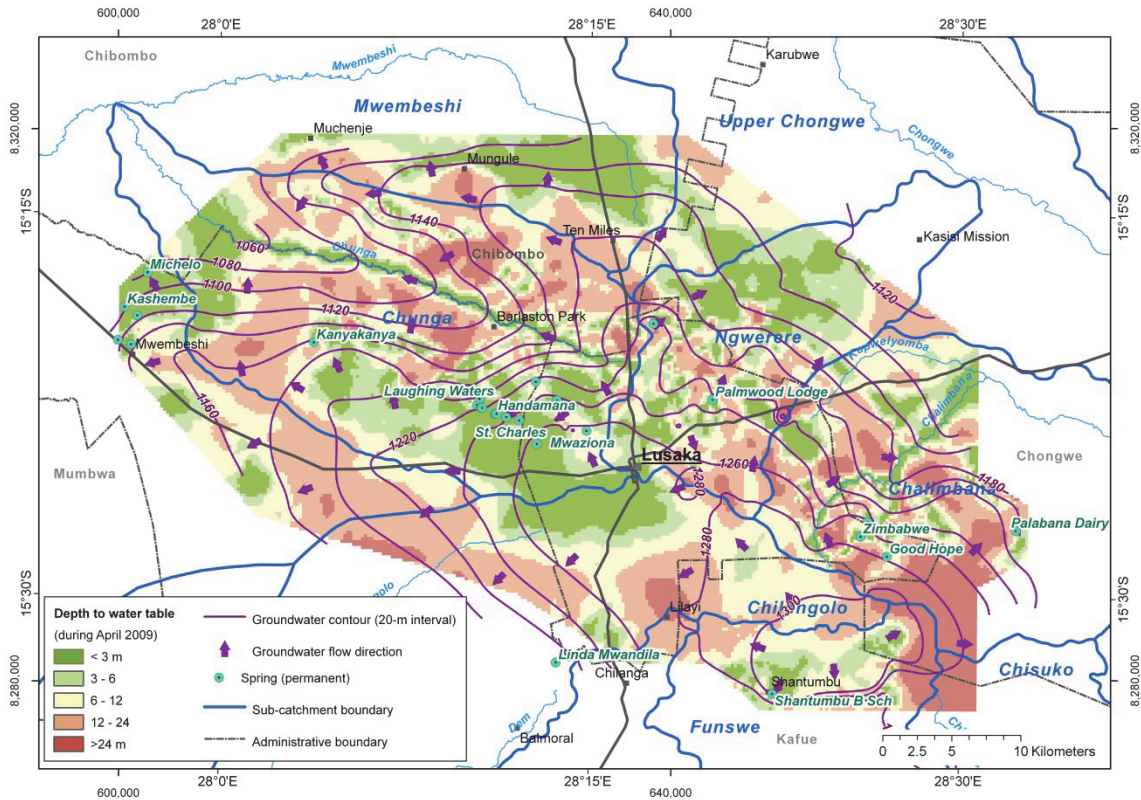 600,000
28°0'E
28°15'E
640,000
28°30'E
Chibombo
Karubwe
Mwembeshi
Mwembeshi
8,320,000
8,320,000
Upper Chongwe
Muchenje
Chongwe
Mungule
15°15'S
15°15'S
1140
Ten Miles
Kasisi Mission
1060
Chunga
Chibombo
Michelo
1080
1120
1100
Kashembe
1120
Chunga
Barlaston Park
Ngwerere
Kanyakanya
Mwembeshi
Kapwelyomba
Chalimbana
1160
Laughing Waters
Handamana
Palmwood Lodge
1220
St. Charles
Mwaziona
Lusaka
1260
Chongwe
Mumbwa
1280
Chalimbana
1180
Zimbabwe
Palabana Dairy
1280
Good Hope
15°30'S
15°30'S
Lilayi
1300
Chilongolo
Linda Mwandila
Chilanga
Shantumbu
Shantumbu B Sch
Chisuko
8,280,000
8,280,000
Dem
Funswe
Balmoral
Kafue
Depth to water table
(during April 2009)
< 3 m
3 - 6
6 - 12
12 - 24
>24 m
Groundwater contour (20-m interval)
Groundwater flow direction
Spring (permanent)
Sub-catchment boundary
Administrative boundary
0 2.5 5 10 Kilometers
600,000
28°0'E
28°15'E
640,000
28°30'E